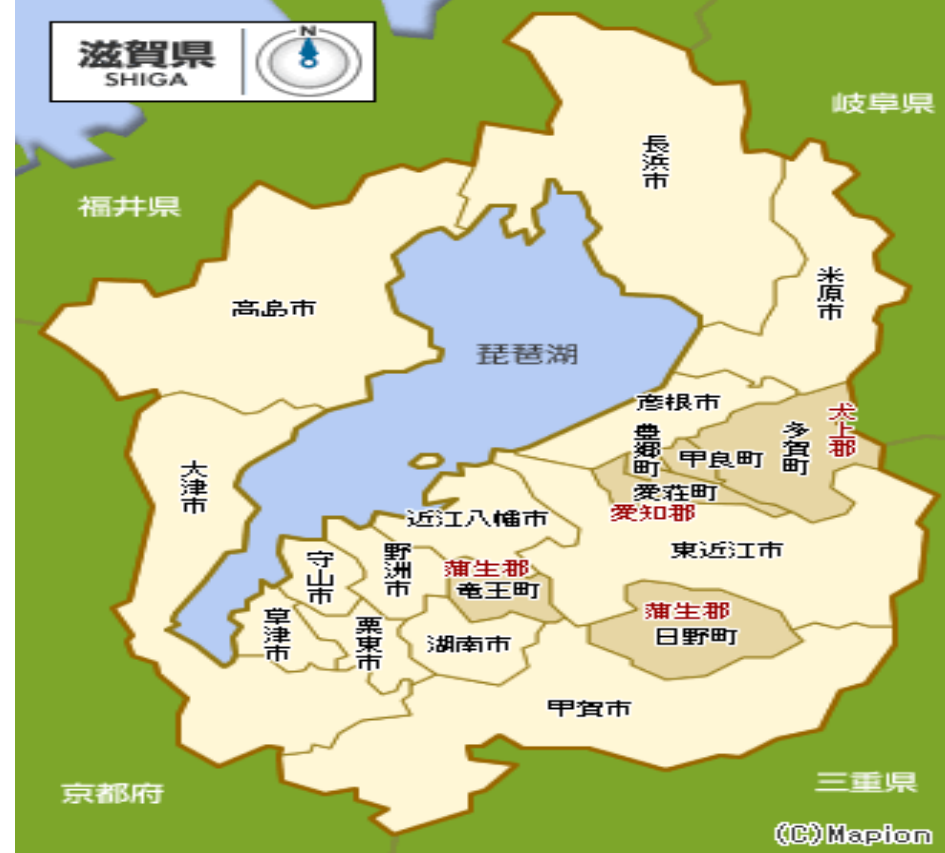 滋賀県
SHIGA
N
岐阜県
長浜市
福井県
米原市
高島市
琵琶湖
彦根市
犬上郡
豊郷町
甲良町
多賀町
大津市
愛荘町
愛知郡
近江八幡市
東近江市
守山市
野洲市
蒲生郡
竜王町
蒲生郡
日野町
草津市
栗東市
湖南市
甲賀市
京都府
三重県
(C)Mapion